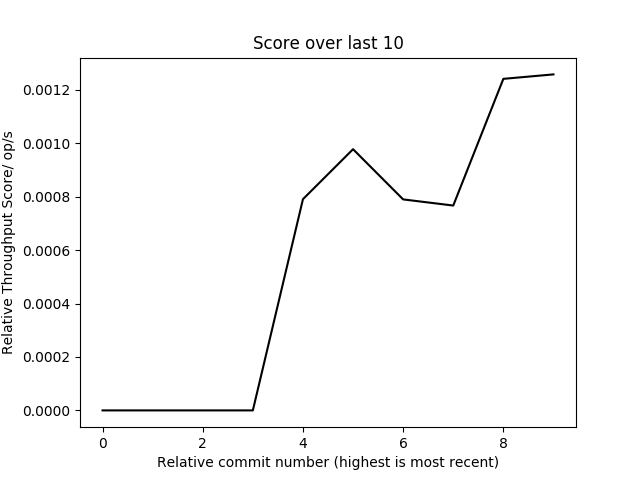 Score over last 10
Relative Throughput Score/ op/s
0.0012
0.0010
0.0008
0.0006
0.0004
0.0002
0.0000
0 2 4 6 8
Relative commit number (highest is most recent)